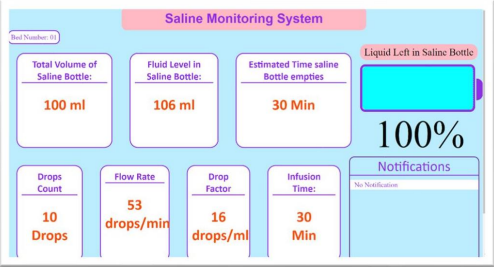 Saline Monitoring System
Bed Number: 01
Total Volume of
Saline Bottle:
100 ml
Fluid Level in
Saline Bottle:
106 ml
Estimated Time saline
Bottle empties
30 Min
Liquid Left in Saline Bottle
100%
Drops
Count
10
Drops
Flow Rate
53
drops/min
Drop
Factor
16
drops/ml
Infusion
Time:
30
Min
Notifications
No Notification